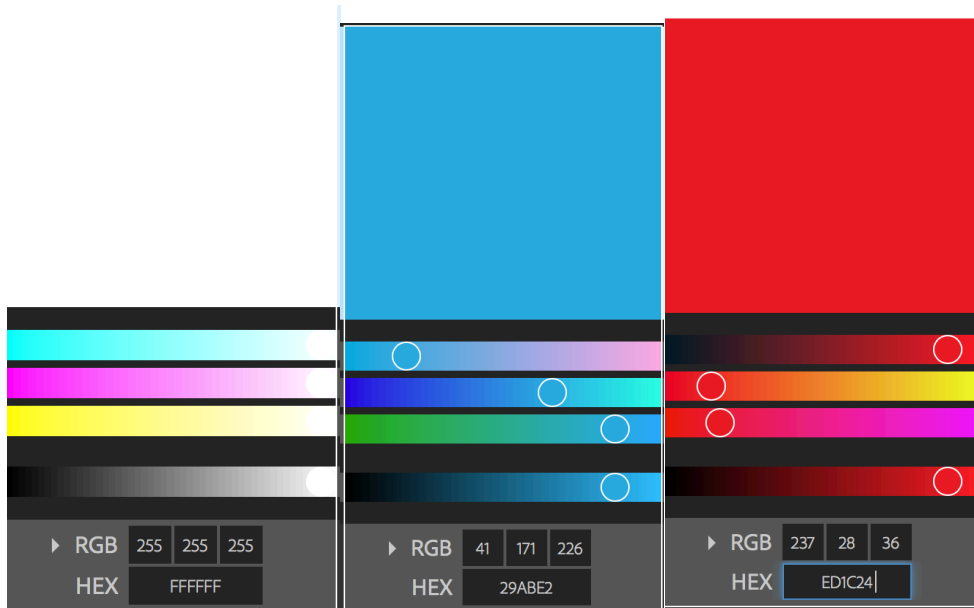 RGB 255 255 255
HEX FFFFFF
RGB 41 171 226
HEX 29ABE2
RGB 237 28 36
HEX ED1C24